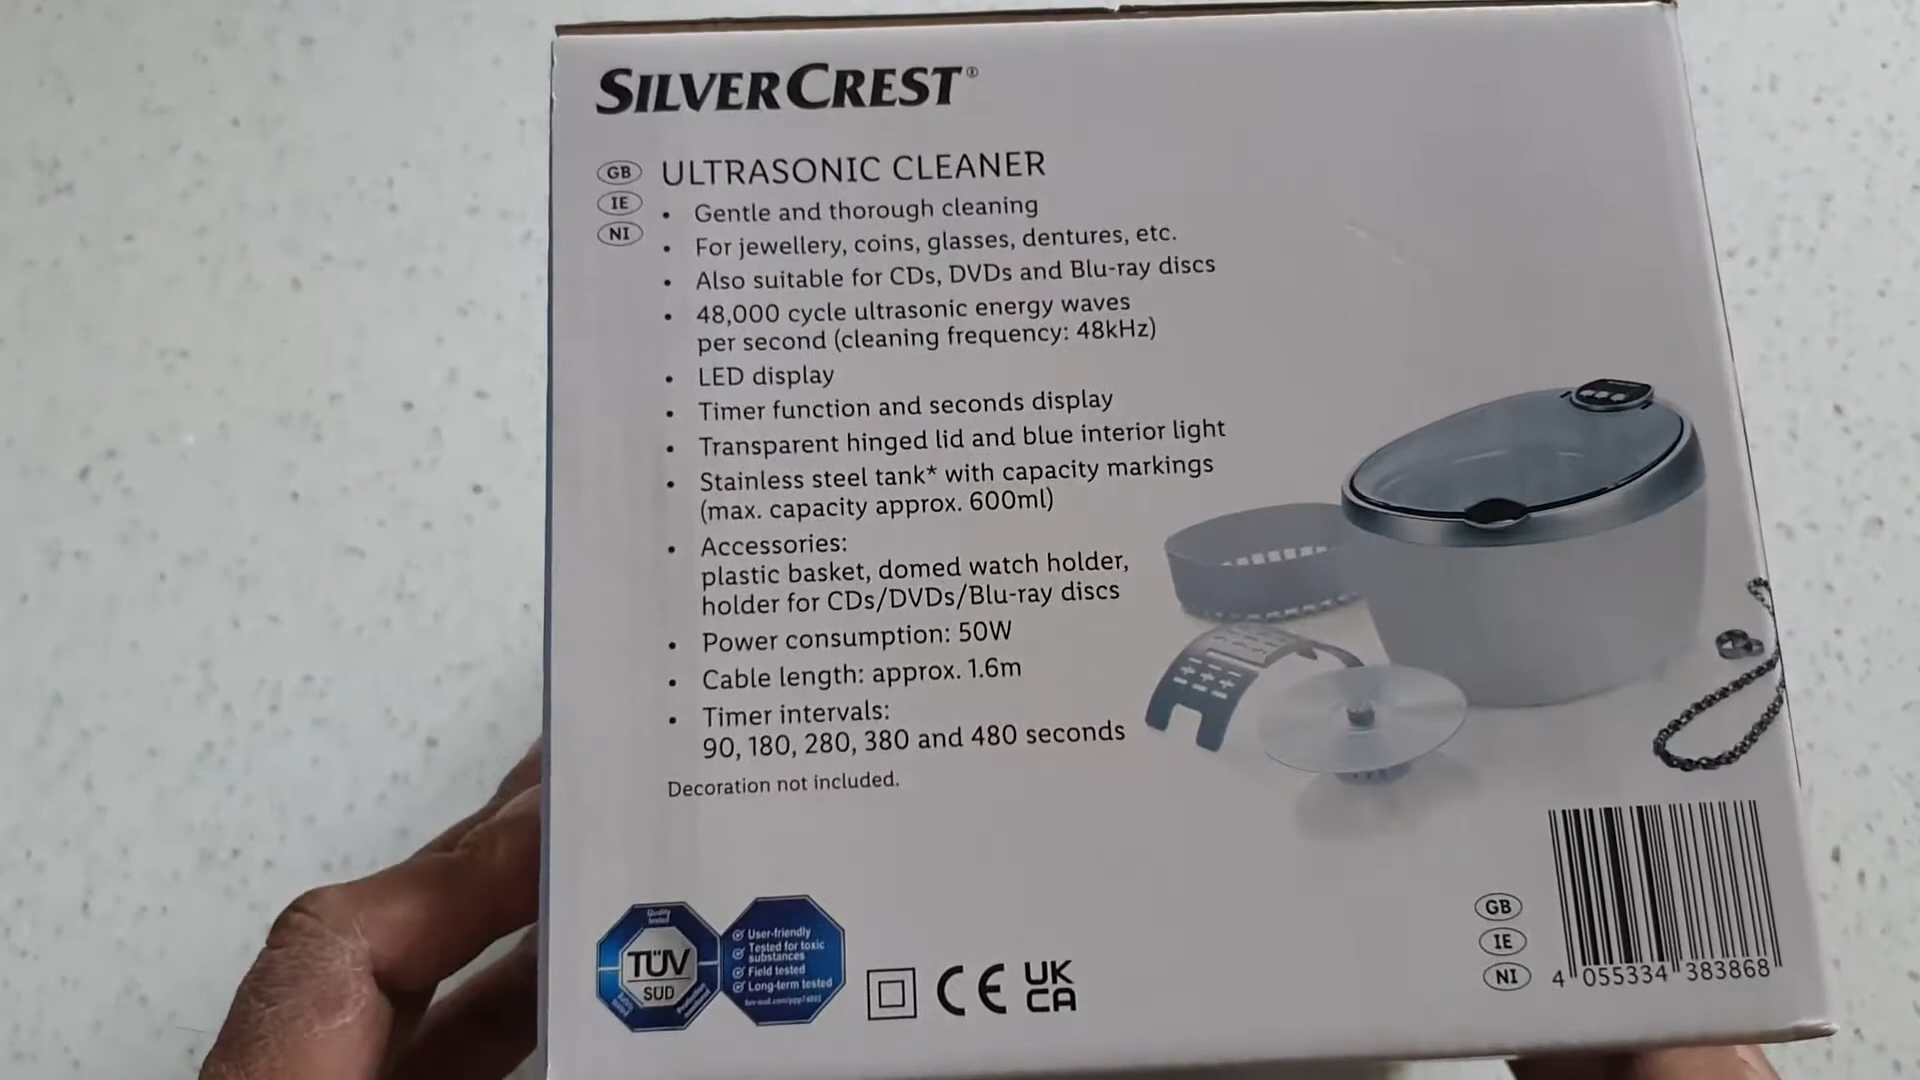 SILVERCREST®
GB
IE
NI
ULTRASONIC CLEANER
• Gentle and thorough cleaning
• For jewellery, coins, glasses, dentures, etc.
• Also suitable for CDs, DVDs and Blu-ray discs
• 48,000 cycle ultrasonic energy waves
per second (cleaning frequency: 48kHz)
• LED display
• Timer function and seconds display
• Transparent hinged lid and blue interior light
• Stainless steel tank* with capacity markings
(max. capacity approx. 600ml)
• Accessories:
plastic basket, domed watch holder,
holder for CDs/DVDs/Blu-ray discs
• Power consumption: 50W
• Cable length: approx. 1.6m
• Timer intervals:
90, 180, 280, 380 and 480 seconds
Decoration not included.
Quality
tested
TÜV
SÜD
Production
monitored
User-friendly
Tested for toxic
substances
Field tested
Long-term tested
CE
UK
CA
GB
IE
NI
4 055334 383868